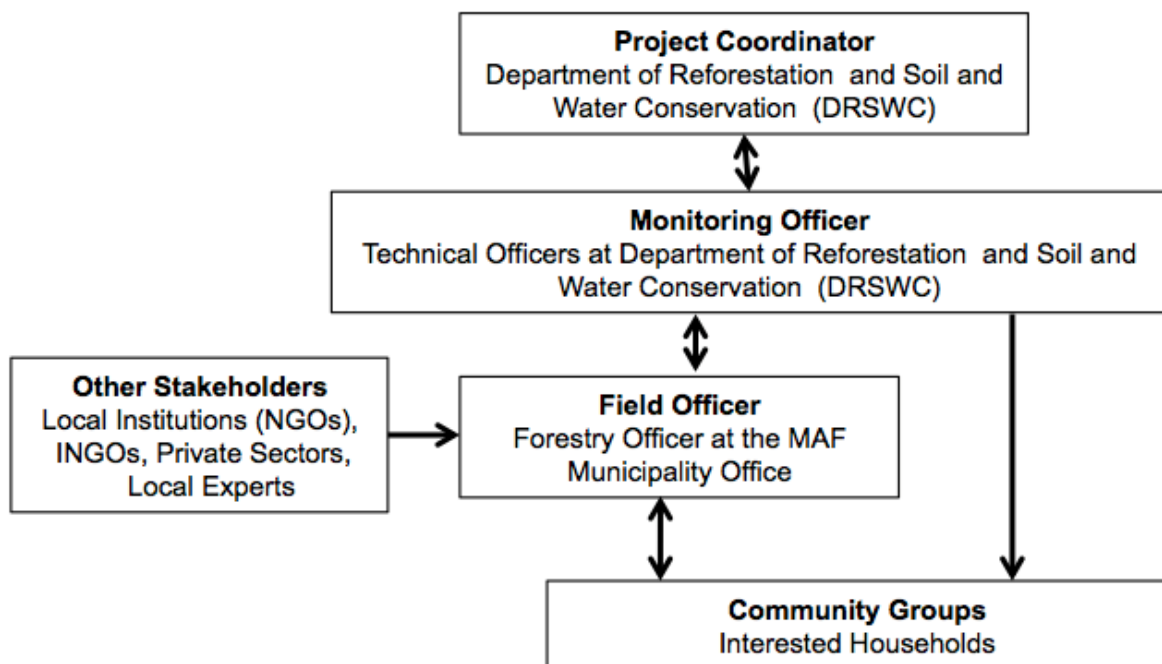 Project Coordinator
Department of Reforestation and Soil and
Water Conservation (DRSWC)
Monitoring Officer
Technical Officers at Department of Reforestation and Soil and
Water Conservation (DRSWC)
Other Stakeholders
Local Institutions (NGOs),
INGOs, Private Sectors,
Local Experts
Field Officer
Forestry Officer at the MAF
Municipality Office
Community Groups
Interested Households